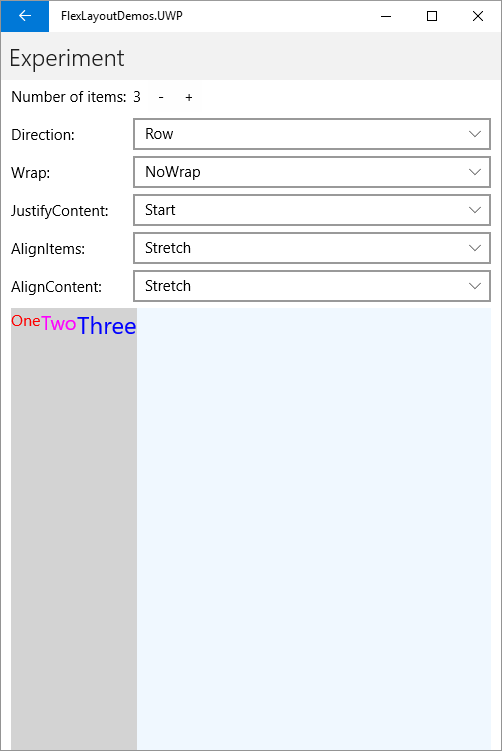 FlexLayoutDemos.UWP
Experiment
Number of items: 3 - +
Direction: Row
Wrap: NoWrap
JustifyContent: Start
AlignItems: Stretch
AlignContent: Stretch
OneTwoThree